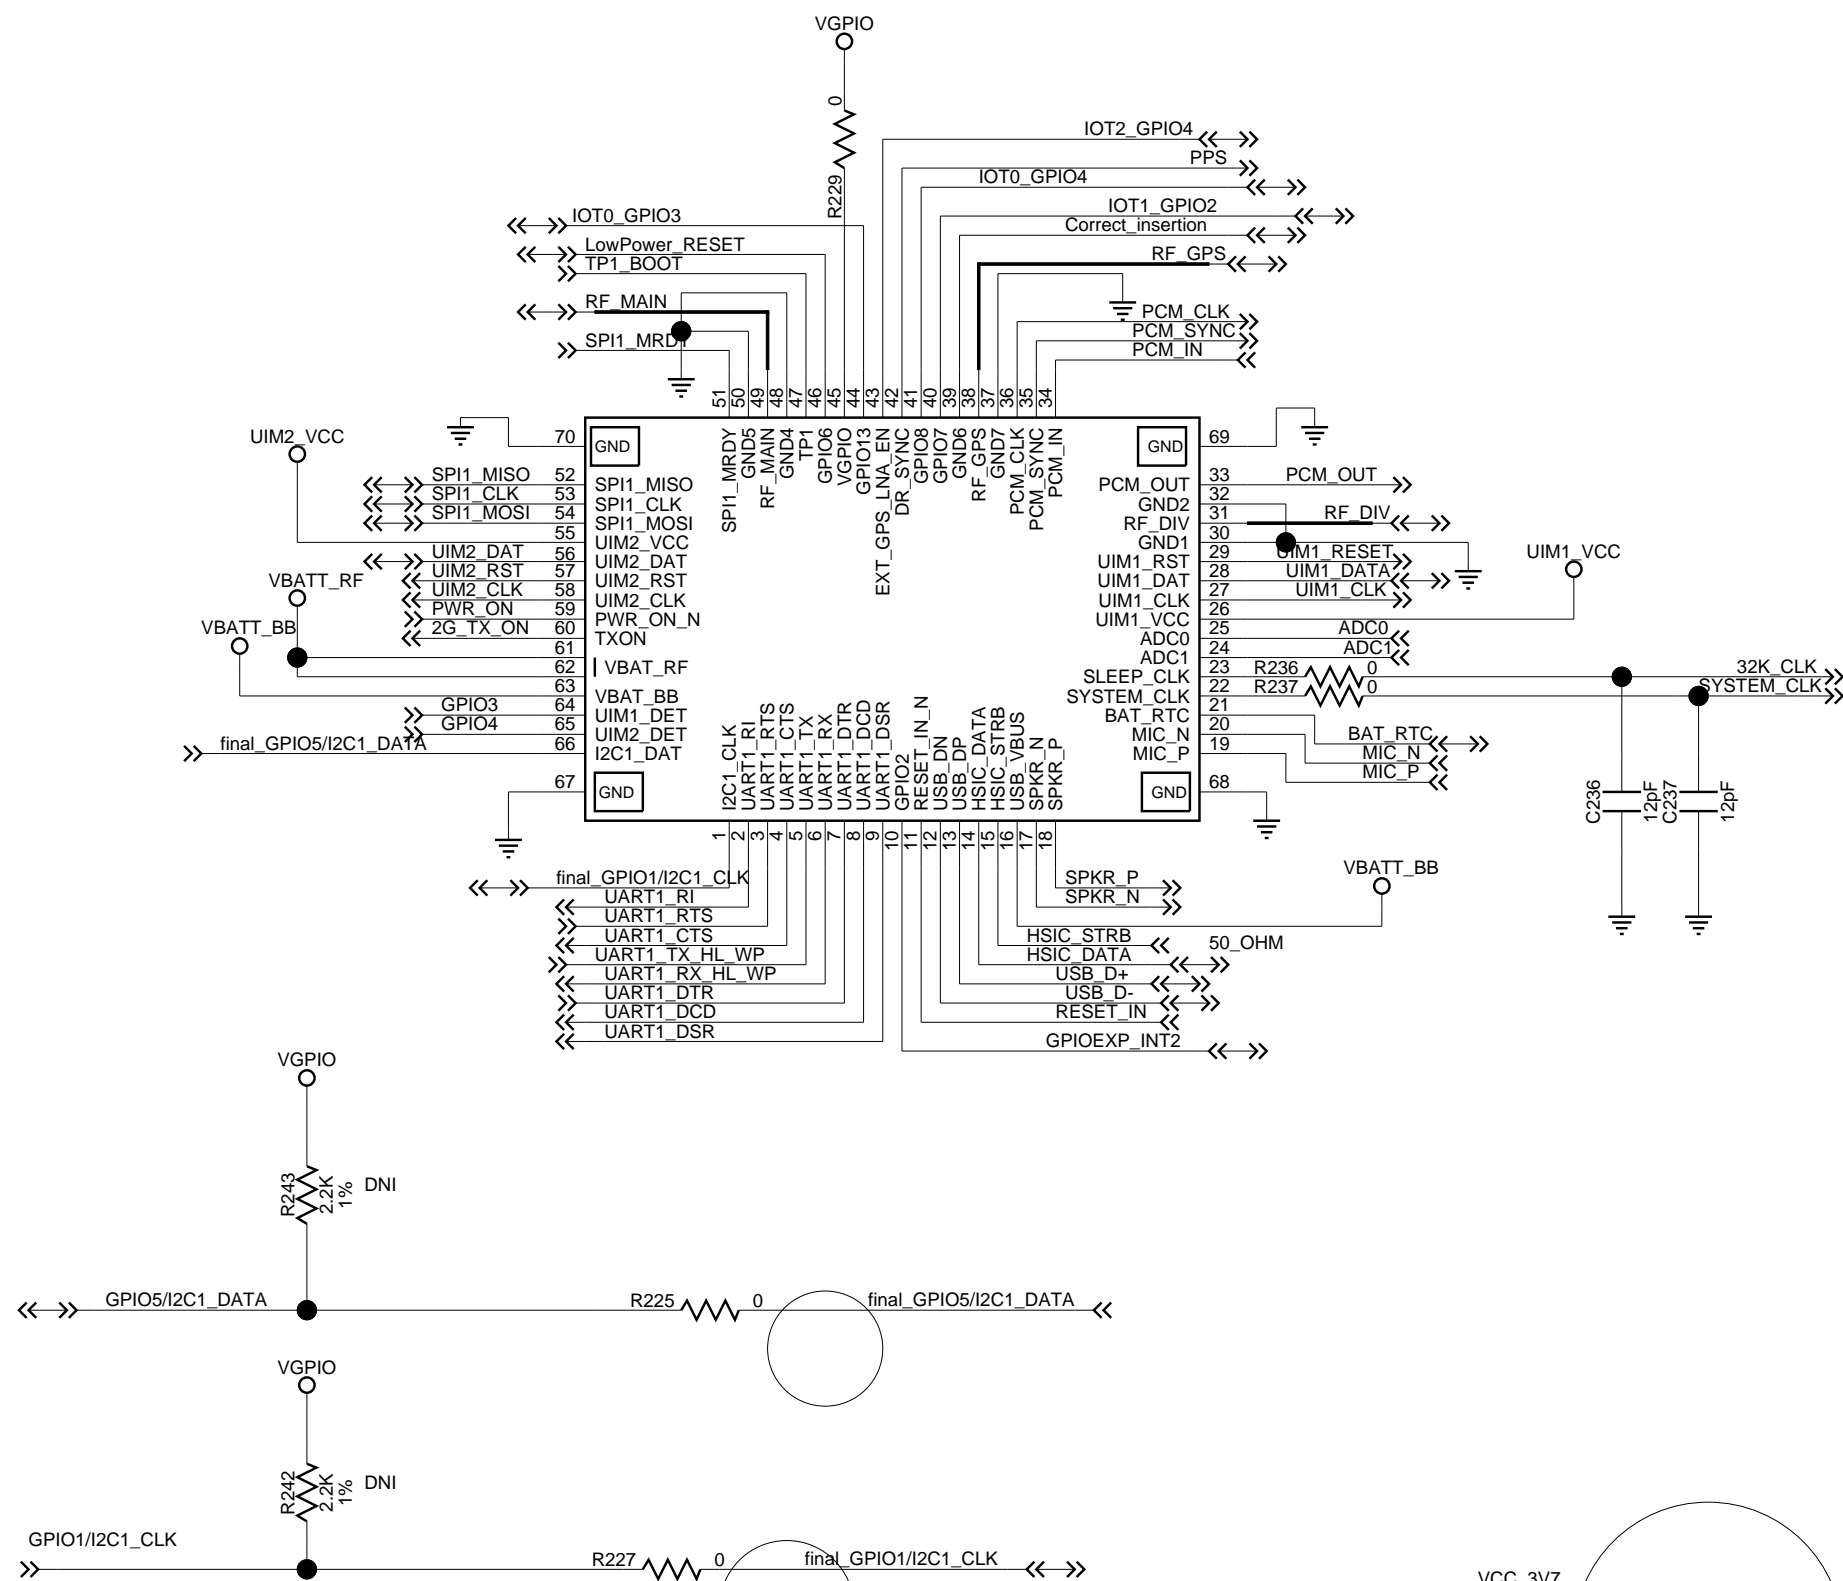 VGPIO
0
R229
IOT2_GPIO4
PPS
IOT0_GPIO4
IOT1_GPIO2
Correct_insertion
RF_GPS
IOT0_GPIO3
LowPower_RESET
TP1_BOOT
RF_MAIN
SPI1_MRDY
PCM_CLK
PCM_SYNC
PCM_IN
51 50 49 48 47 46 45 44 43 42 41 40 39 38 37 36 35 34
SPI1_MRDY
GND5
RF_MAIN
GND4
TP1
GPIO6
VGPIO
GPIO13
EXT_GPS_LNA_EN
DR_SYNC
GPIO8
GPIO7
GND6
RF_GPS
GND7
PCM_CLK
PCM_SYNC
PCM_IN
70 GND
GND 69
UIM2_VCC
SPI1_MISO 52 SPI1_MISO
SPI1_CLK 53 SPI1_CLK
SPI1_MOSI 54 SPI1_MOSI
55 UIM2_VCC
UIM2_DAT 56 UIM2_DAT
UIM2_RST 57 UIM2_RST
VBATT_RF
UIM2_CLK 58 UIM2_CLK
PWR_ON 59 PWR_ON_N
VBATT_BB
2G_TX_ON 60 TXON
61
62 VBAT_RF
63 VBAT_BB
GPIO3 64 UIM1_DET
GPIO4 65 UIM2_DET
final_GPIO5/I2C1_DATA 66 I2C1_DAT
67 GND
PCM_OUT 33 PCM_OUT
GND2 32
RF_DIV 31 RF_DIV
GND1 30
UIM1_RST 29 UIM1_RESET
UIM1_VCC
UIM1_DAT 28 UIM1_DATA
UIM1_CLK 27 UIM1_CLK
UIM1_VCC 26
ADC0 25 ADC0
ADC1 24 ADC1
SLEEP_CLK 23 R236 0 32K_CLK
SYSTEM_CLK 22 R237 0 SYSTEM_CLK
BAT_RTC 21 BAT_RTC
MIC_N 20 MIC_N
MIC_P 19 MIC_P
GND 68
C236 12pF
C237 12pF
I2C1_CLK
UART1_RI
UART1_RTS
UART1_CTS
UART1_TX
UART1_RX
UART1_DTR
UART1_DCD
UART1_DSR
GPIO2
RESET_IN_N
USB_DN
USB_DP
HSIC_DATA
HSIC_STRB
USB_VBUS
SPKR_N
SPKR_P
1 2 3 4 5 6 7 8 9 10 11 12 13 14 15 16 17 18
VBATT_BB
final_GPIO1/I2C1_CLK
UART1_RI
UART1_RTS
UART1_CTS
UART1_TX_HL_WP
UART1_RX_HL_WP
UART1_DTR
UART1_DCD
UART1_DSR
SPKR_P
SPKR_N
HSIC_STRB
50_OHM
HSIC_DATA
USB_D+
USB_D-
RESET_IN
GPIOEXP_INT2
VGPIO
R243
2.2K
1%
DNI
GPIO5/I2C1_DATA
R225 0
final_GPIO5/I2C1_DATA
VGPIO
R242
2.2K
1%
DNI
GPIO1/I2C1_CLK
R227 0
final_GPIO1/I2C1_CLK
VCC_3V7